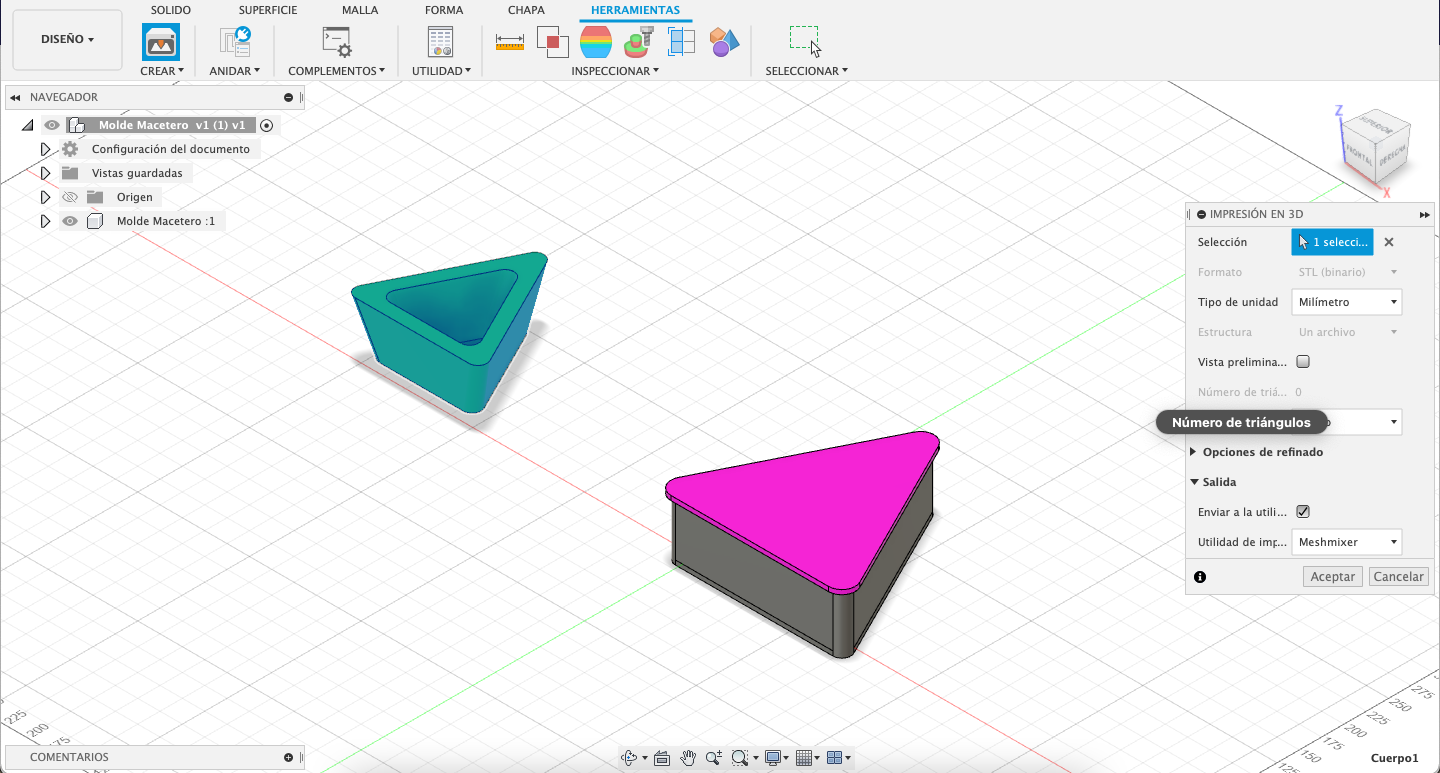 SOLIDO SUPERFICIE MALLA FORMA CHAPA HERRAMIENTAS
DISEÑO
CREAR ANIDAR COMPLEMENTOS UTILIDAD INSPECCIONAR SELECCIONAR
NAVEGADOR
Molde Macetero v1 (1) v1
Configuración del documento
Vistas guardadas
Origen
Molde Macetero :1
Z
SUPERIOR
FRONTAL
DERECHA
X
IMPRESIÓN EN 3D
Selección 1 selecci...
Formato STL (binario)
Tipo de unidad Milímetro
Estructura Un archivo
Vista prelimina...
Número de triá... 0
Número de triángulos
Opciones de refinado
Salida
Enviar a la utili...
Utilidad de imp... Meshmixer
Aceptar Cancelar
225
200
175
275
250
225
200
175
150
125
COMENTARIOS
Cuerpo1